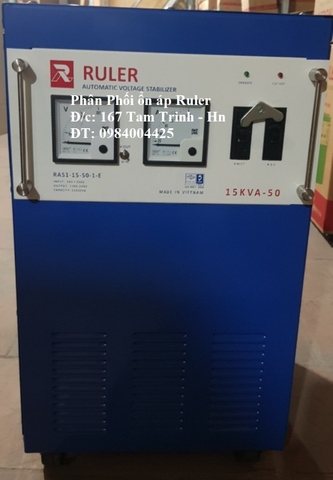 RULER
AUTOMATIC VOLTAGE STABILIZER
Phân Phối ổn áp Ruler
Đ/c: 167 Tam Trinh - Hn
ĐT: 0984004425
RASI-15-50-1-E
MADE IN VIETNAM
15KVA-50